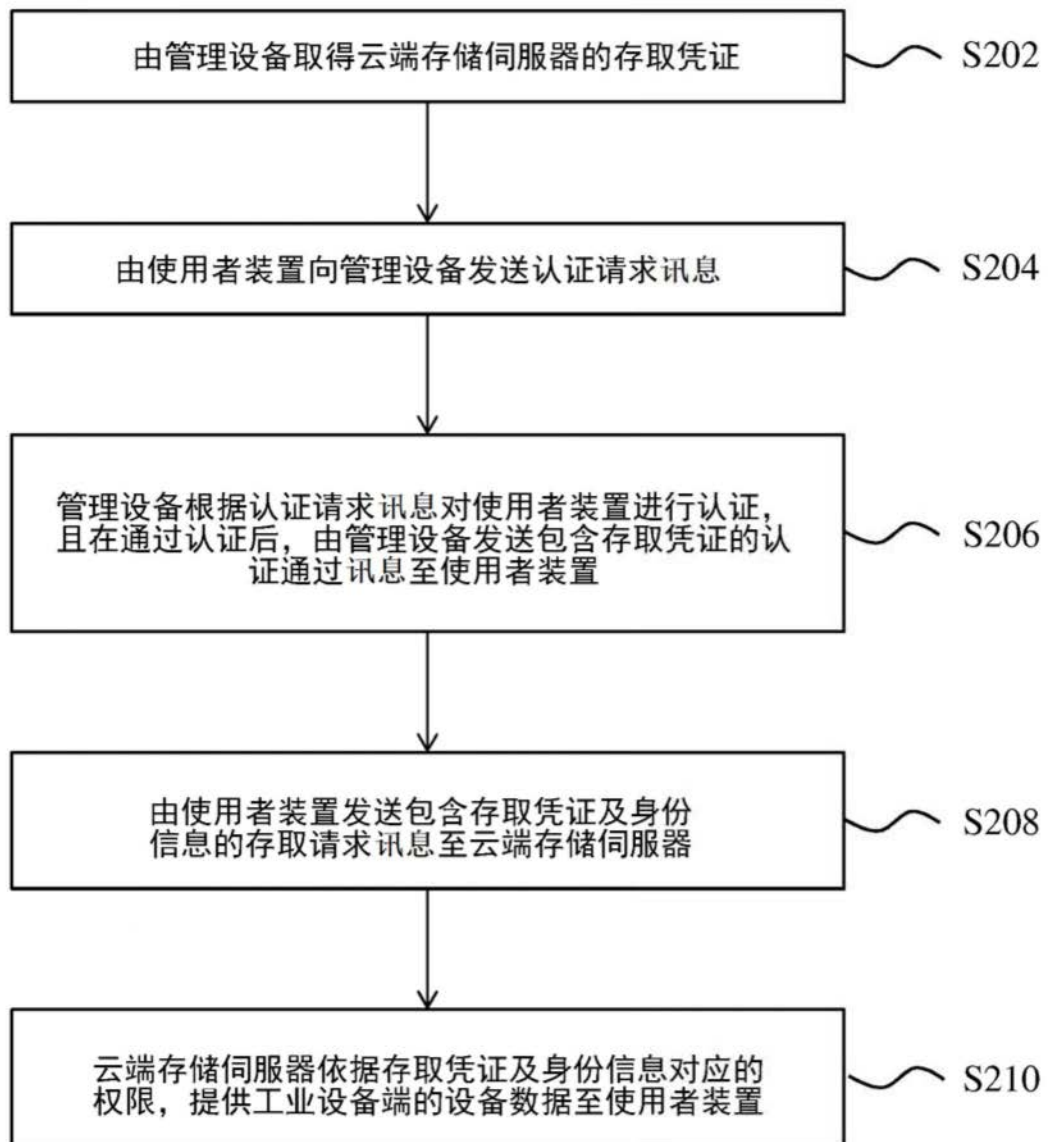 由管理设备取得云端存储伺服器的存取凭证
S202
由使用者装置向管理设备发送认证请求讯息
S204
管理设备根据认证请求讯息对使用者装置进行认证，
且在通过认证后，由管理设备发送包含存取凭证的认
证通过讯息至使用者装置
S206
由使用者装置发送包含存取凭证及身份
信息的存取请求讯息至云端存储伺服器
S208
云端存储伺服器依据存取凭证及身份信息对应的
权限，提供工业设备端的设备数据至使用者装置
S210